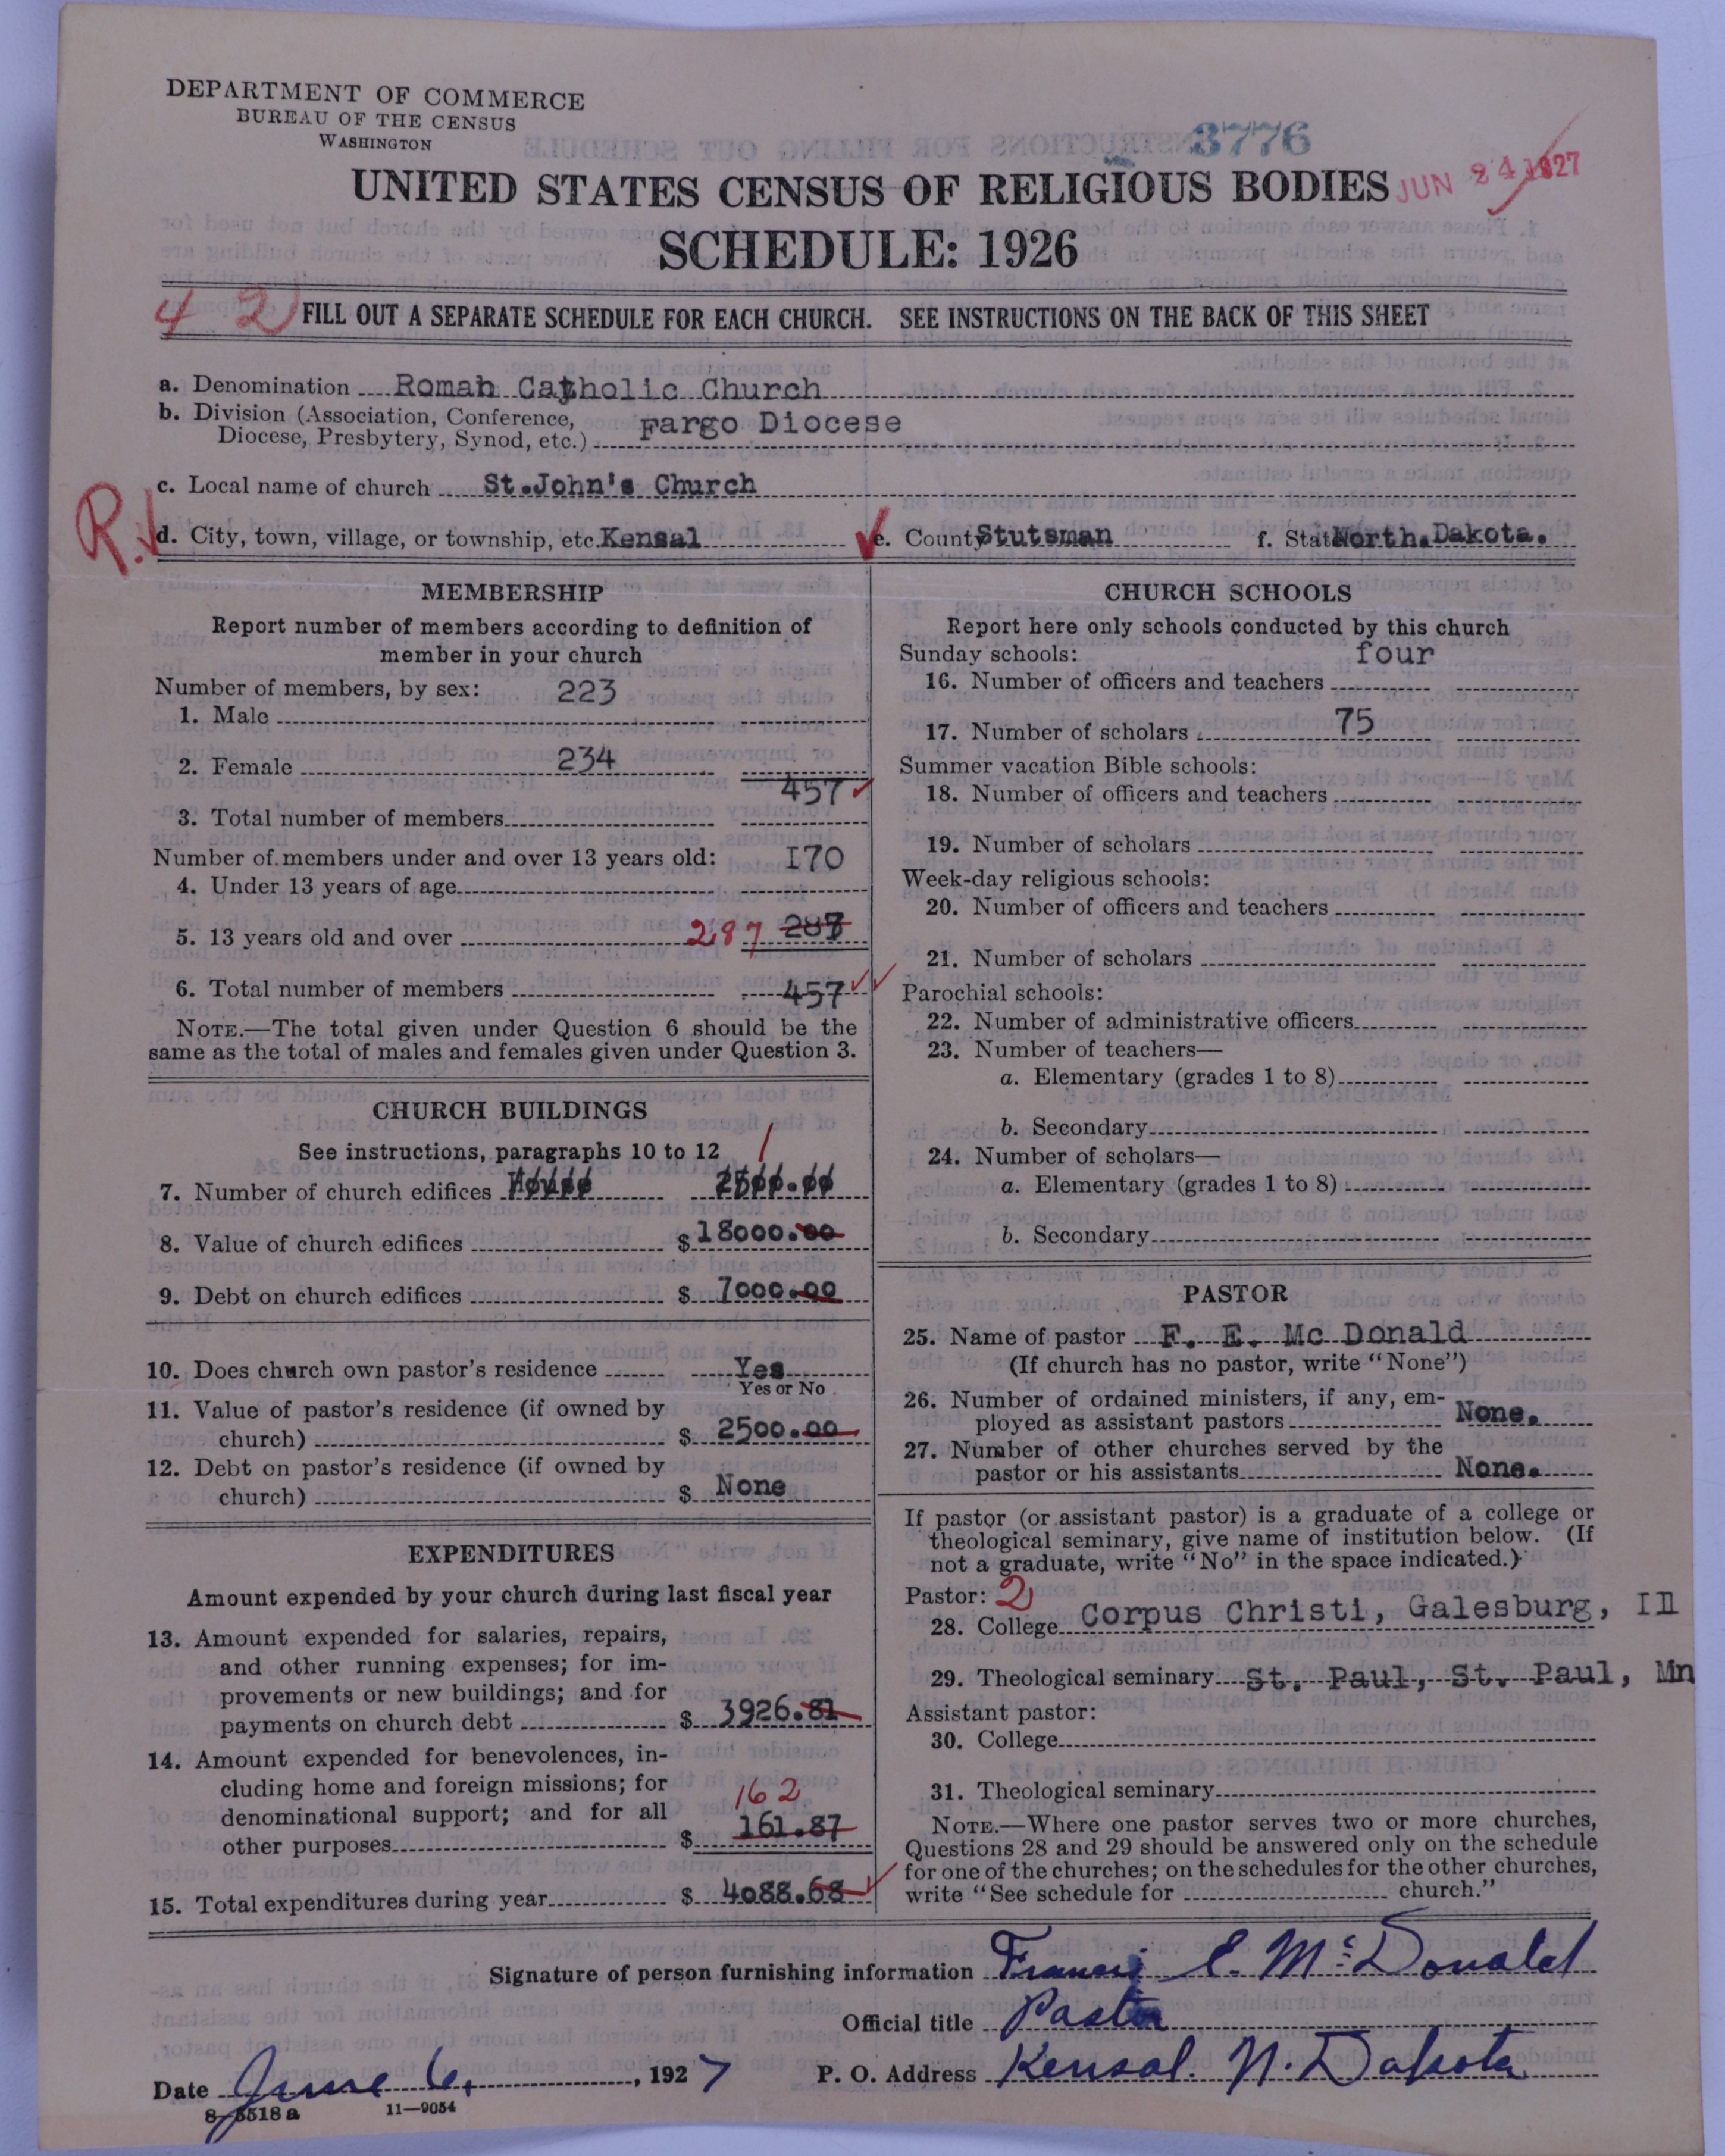 DEPARTMENT OF COMMERCE
BUREAU OF THE CENSUS
WASHINGTON
3776
JUN 24 1927
UNITED STATES CENSUS OF RELIGIOUS BODIES
SCHEDULE: 1926
4 2 FILL OUT A SEPARATE SCHEDULE FOR EACH CHURCH. SEE INSTRUCTIONS ON THE BACK OF THIS SHEET
a. Denomination Roman Catholic Church
b. Division (Association, Conference,
Diocese, Presbytery, Synod, etc.) Fargo Diocese
c. Local name of church St.John's Church
R.
d. City, town, village, or township, etc. Kensal e. County Stutsman f. State North Dakota.
MEMBERSHIP
Report number of members according to definition of
member in your church
Number of members, by sex: 223
1. Male
2. Female 234
457
3. Total number of members
Number of members under and over 13 years old: I70
4. Under 13 years of age
5. 13 years old and over 287 287
6. Total number of members 457
NOTE.—The total given under Question 6 should be the
same as the total of males and females given under Question 3.
CHURCH BUILDINGS
See instructions, paragraphs 10 to 12 1
7. Number of church edifices 2500.00
8. Value of church edifices $ 18000.00
9. Debt on church edifices $ 7000.00
10. Does church own pastor's residence Yes
Yes or No
11. Value of pastor's residence (if owned by
church) $ 2500.00
12. Debt on pastor's residence (if owned by
church) $ None
EXPENDITURES
Amount expended by your church during last fiscal year
13. Amount expended for salaries, repairs,
and other running expenses; for im-
provements or new buildings; and for
payments on church debt $ 3926.81
14. Amount expended for benevolences, in-
cluding home and foreign missions; for
162
denominational support; and for all
other purposes $ 161.87
15. Total expenditures during year $ 4088.68
CHURCH SCHOOLS
Report here only schools conducted by this church
Sunday schools: four
16. Number of officers and teachers
17. Number of scholars 75
Summer vacation Bible schools:
18. Number of officers and teachers
19. Number of scholars
Week-day religious schools:
20. Number of officers and teachers
21. Number of scholars
Parochial schools:
22. Number of administrative officers
23. Number of teachers—
a. Elementary (grades 1 to 8)
b. Secondary
24. Number of scholars—
a. Elementary (grades 1 to 8)
b. Secondary
PASTOR
25. Name of pastor F. E. Mc Donald
(If church has no pastor, write "None")
26. Number of ordained ministers, if any, em-
ployed as assistant pastors None.
27. Number of other churches served by the
pastor or his assistants None.
If pastor (or assistant pastor) is a graduate of a college or
theological seminary, give name of institution below. (If
not a graduate, write "No" in the space indicated.)
Pastor: 2
28. College Corpus Christi, Galesburg, Ill
29. Theological seminary St. Paul, St. Paul, Mn
Assistant pastor:
30. College
31. Theological seminary
NOTE.—Where one pastor serves two or more churches,
Questions 28 and 29 should be answered only on the schedule
for one of the churches; on the schedules for the other churches,
write "See schedule for church."
Signature of person furnishing information Francis E. McDonald
Official title Pastor
Date June 6, 1927 P. O. Address Kensal. N. Dakota
8—5518 a 11—9054